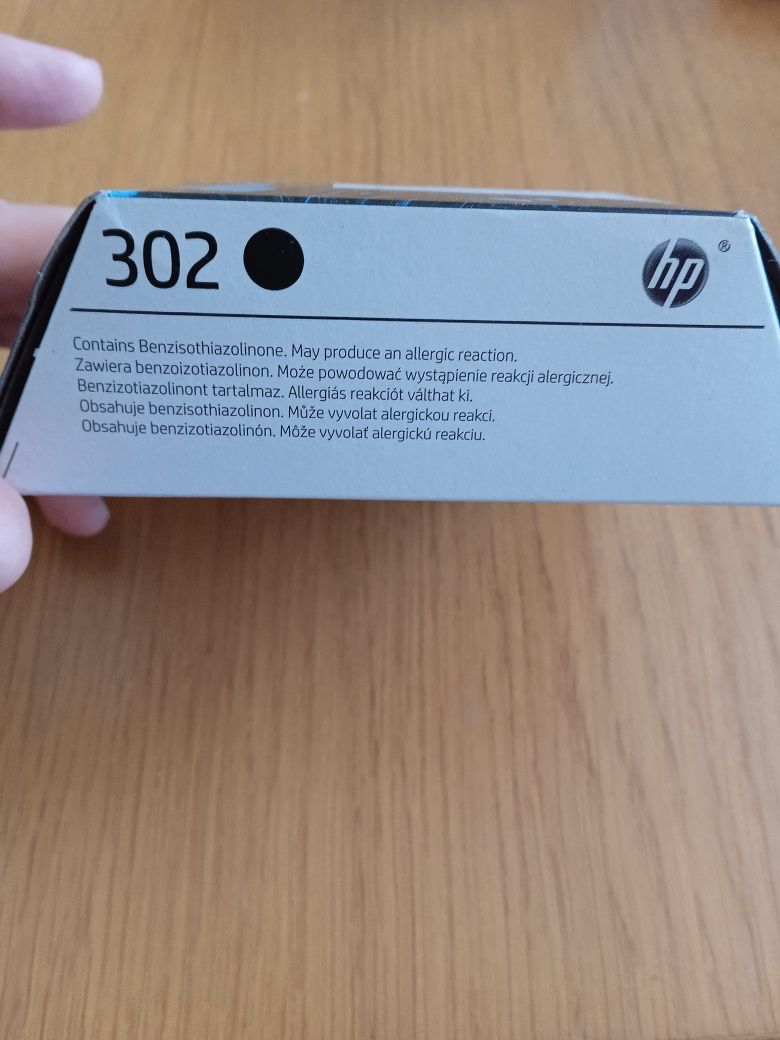 302
hp®
Contains Benzisothiazolinone. May produce an allergic reaction.
Zawiera benzoizotiazolinon. Może powodować wystąpienie reakcji alergicznej.
Benzizotiazolinont tartalmaz. Allergiás reakciót válthat ki.
Obsahuje benzisothiazolinon. Může vyvolat alergickou reakci.
Obsahuje benzizotiazolinón. Môže vyvolať alergickú reakciu.